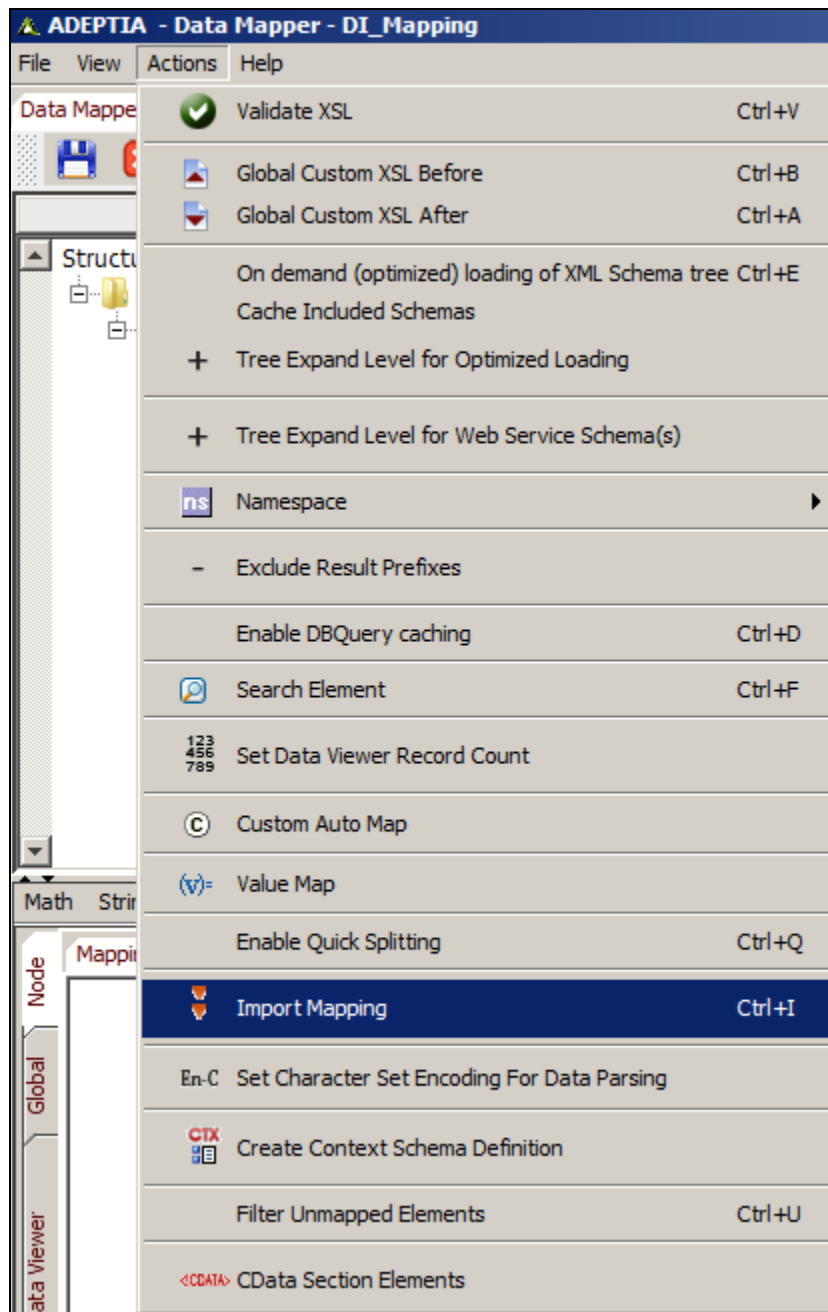 ADEPTIA - Data Mapper - DI_Mapping
File View Actions Help
Data Mappe
Validate XSL Ctrl+V
Global Custom XSL Before Ctrl+B
Global Custom XSL After Ctrl+A
Structu
On demand (optimized) loading of XML Schema tree Ctrl+E
Cache Included Schemas
+ Tree Expand Level for Optimized Loading
+ Tree Expand Level for Web Service Schema(s)
ns Namespace
- Exclude Result Prefixes
Enable DBQuery caching Ctrl+D
Search Element Ctrl+F
123
456
789
Set Data Viewer Record Count
C Custom Auto Map
(v)= Value Map
Math Strin
Enable Quick Splitting Ctrl+Q
Mappin
Node
Import Mapping Ctrl+I
Global
En-C Set Character Set Encoding For Data Parsing
CTX Create Context Schema Definition
Filter Unmapped Elements Ctrl+U
ata Viewer
<CDATA> CData Section Elements